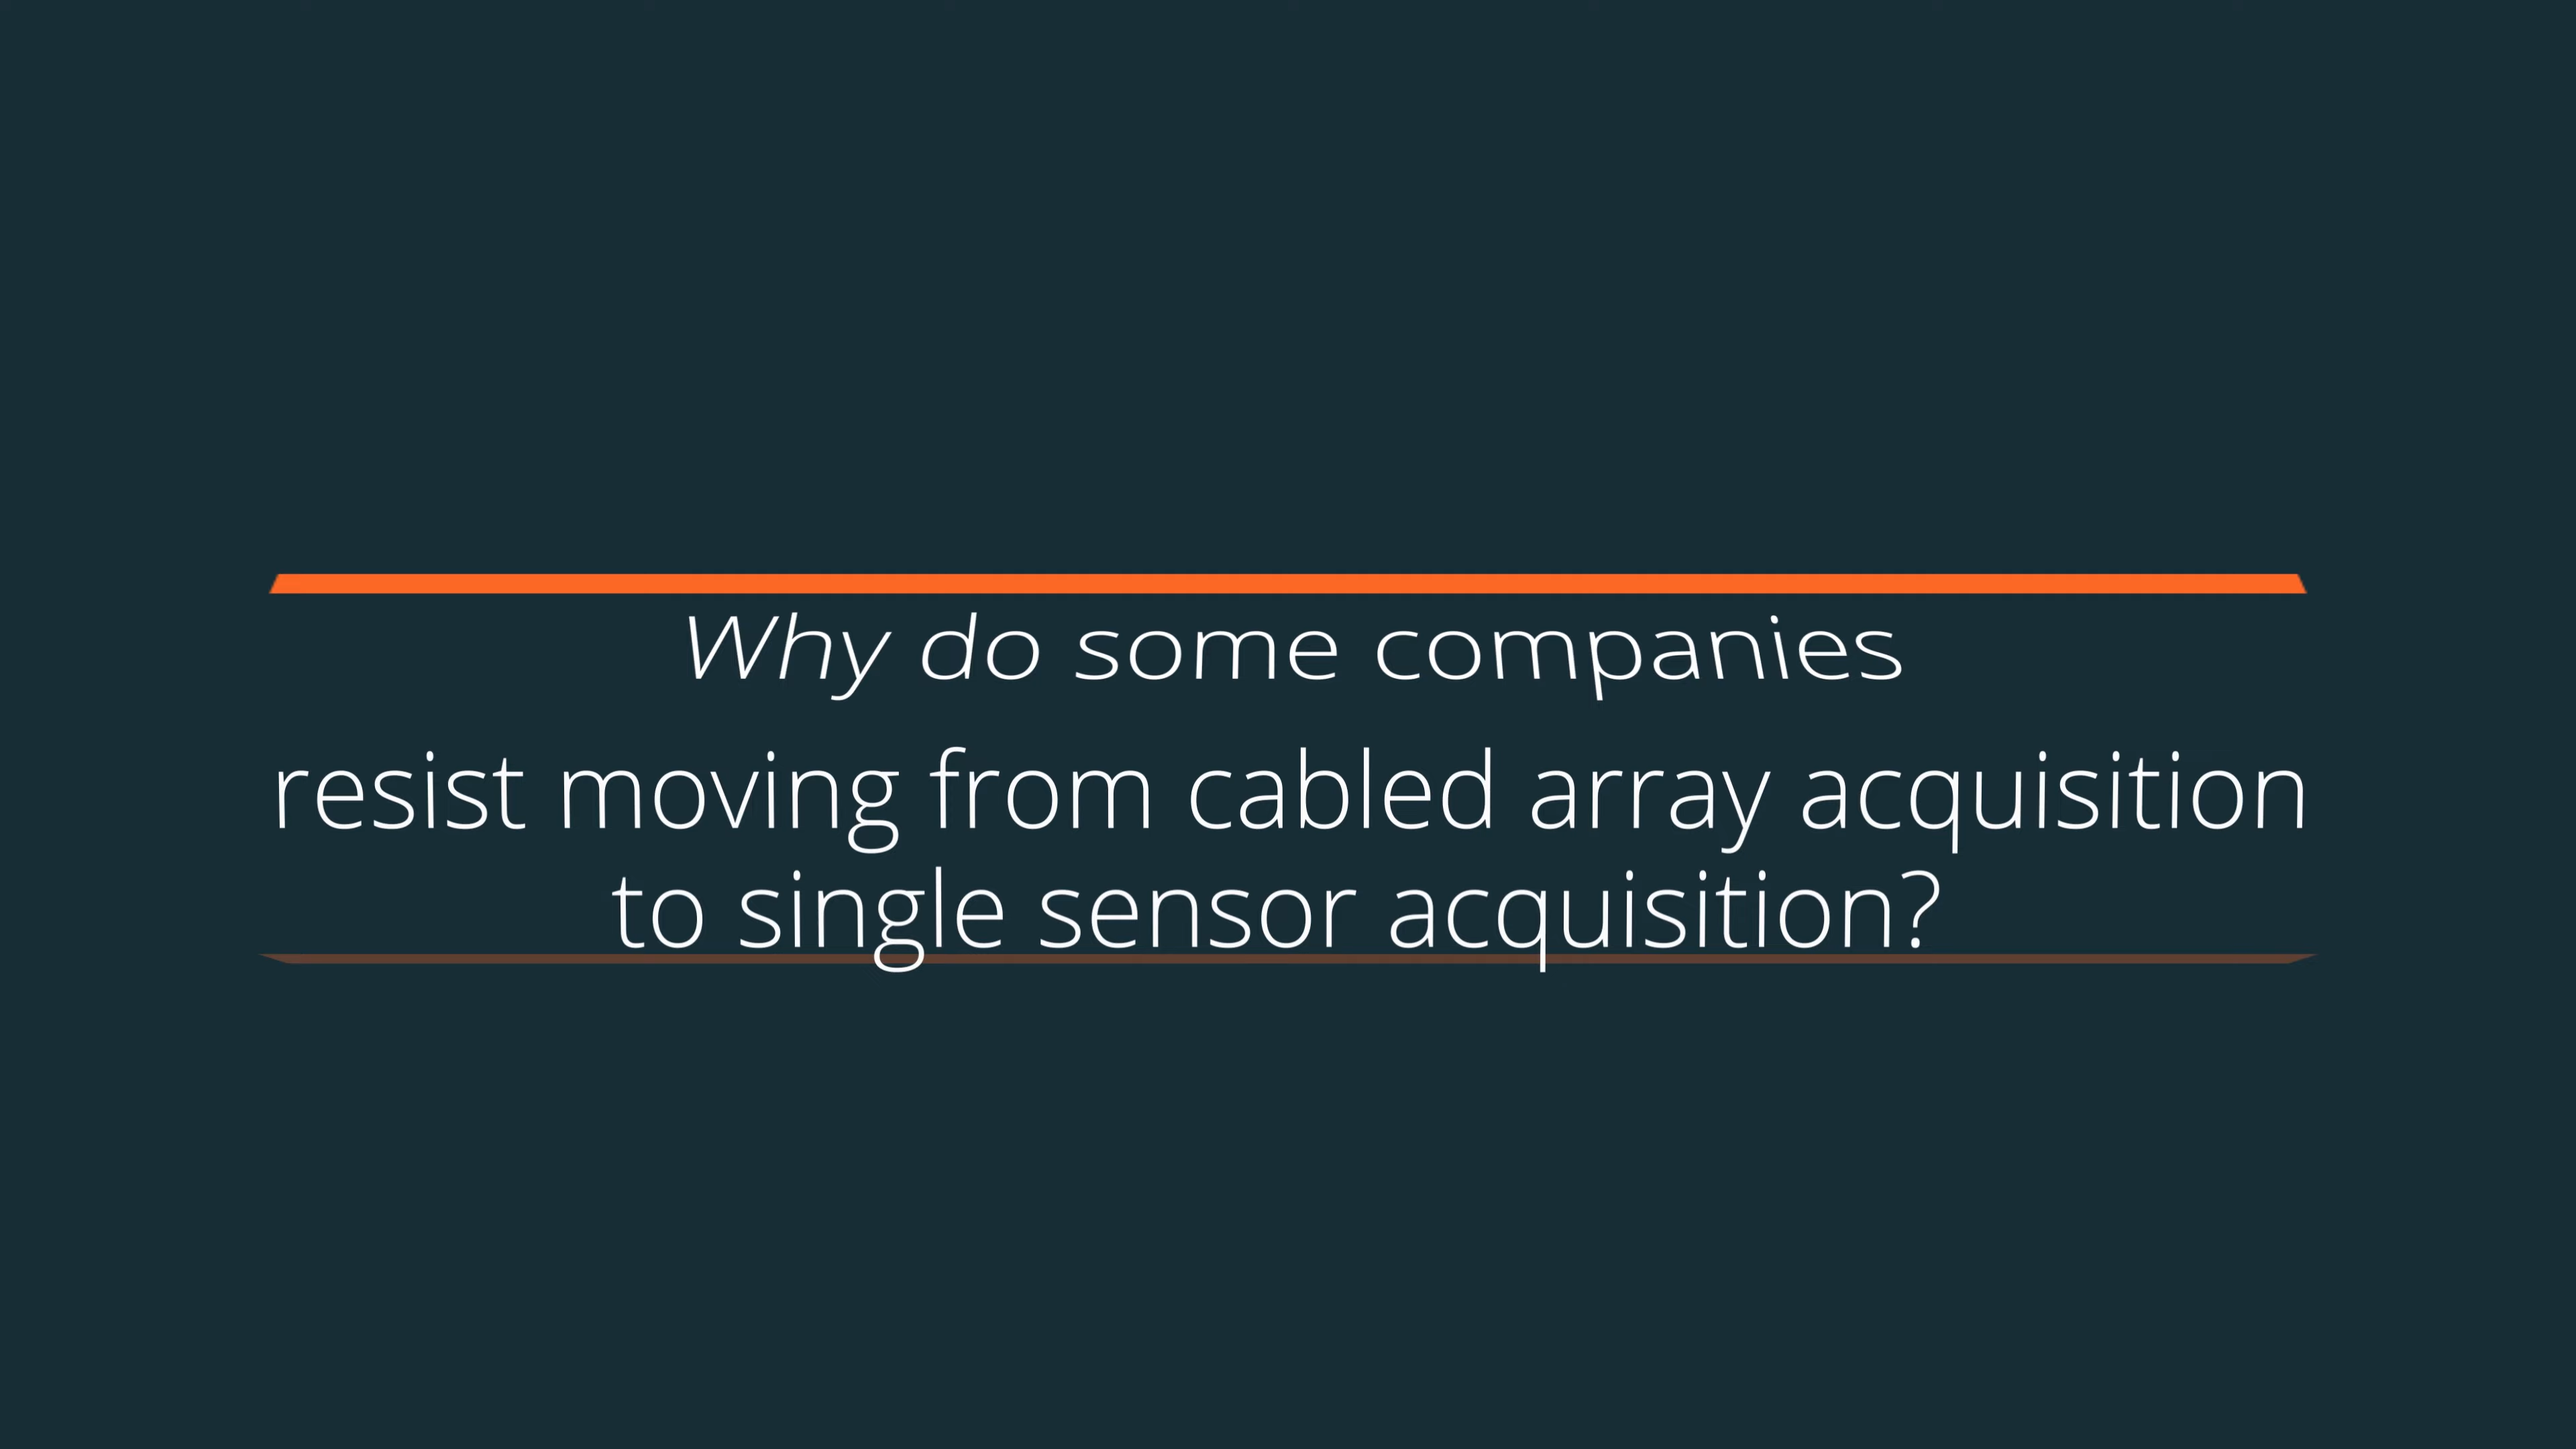 Why do some companies
resist moving from cabled array acquisition
to single sensor acquisition?